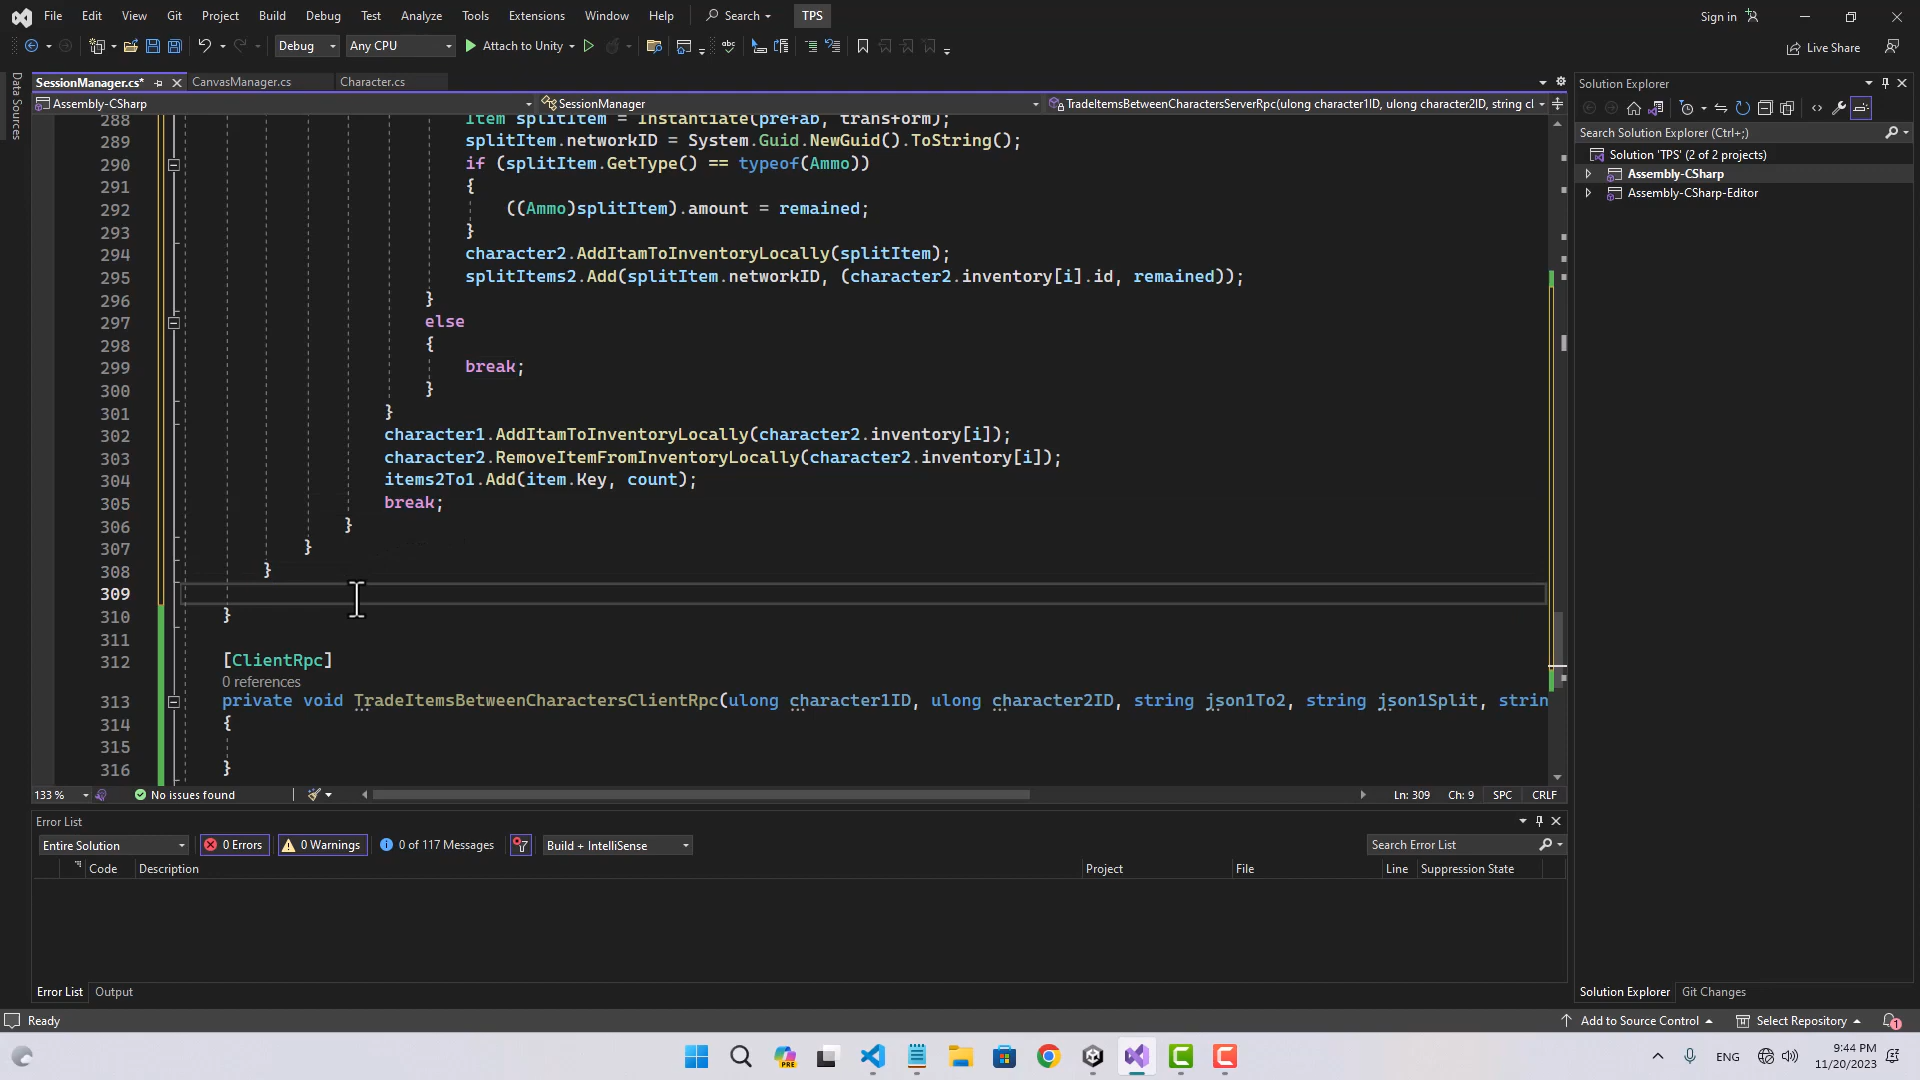 File Edit View Git Project Build Debug Test Analyze Tools Extensions Window Help Search TPS Sign in
Debug Any CPU Attach to Unity Live Share
Data Sources
SessionManager.cs* CanvasManager.cs Character.cs
Assembly-CSharp SessionManager TradeItemsBetweenCharactersServerRpc(ulong character1ID, ulong character2ID, string cl
288 Item splitItem = Instantiate(prefab, transform);
289 splitItem.networkID = System.Guid.NewGuid().ToString();
290 if (splitItem.GetType() == typeof(Ammo))
291 {
292 ((Ammo)splitItem).amount = remained;
293 }
294 character2.AddItamToInventoryLocally(splitItem);
295 splitItems2.Add(splitItem.networkID, (character2.inventory[i].id, remained));
296 }
297 else
298 {
299 break;
300 }
301 }
302 character1.AddItamToInventoryLocally(character2.inventory[i]);
303 character2.RemoveItemFromInventoryLocally(character2.inventory[i]);
304 items2To1.Add(item.Key, count);
305 break;
306 }
307 }
308 }
309
310 }
311
312 [ClientRpc]
0 references
313 private void TradeItemsBetweenCharactersClientRpc(ulong character1ID, ulong character2ID, string json1To2, string json1Split, strin
314 {
315
316 }
133 % No issues found Ln: 309 Ch: 9 SPC CRLF
Error List
Entire Solution 0 Errors 0 Warnings 0 of 117 Messages Build + IntelliSense Search Error List
Code Description Project File Line Suppression State
Error List Output
Solution Explorer
Search Solution Explorer (Ctrl+;)
Solution 'TPS' (2 of 2 projects)
Assembly-CSharp
Assembly-CSharp-Editor
Solution Explorer Git Changes
Ready Add to Source Control Select Repository 1
PRE ENG 9:44 PM
11/20/2023